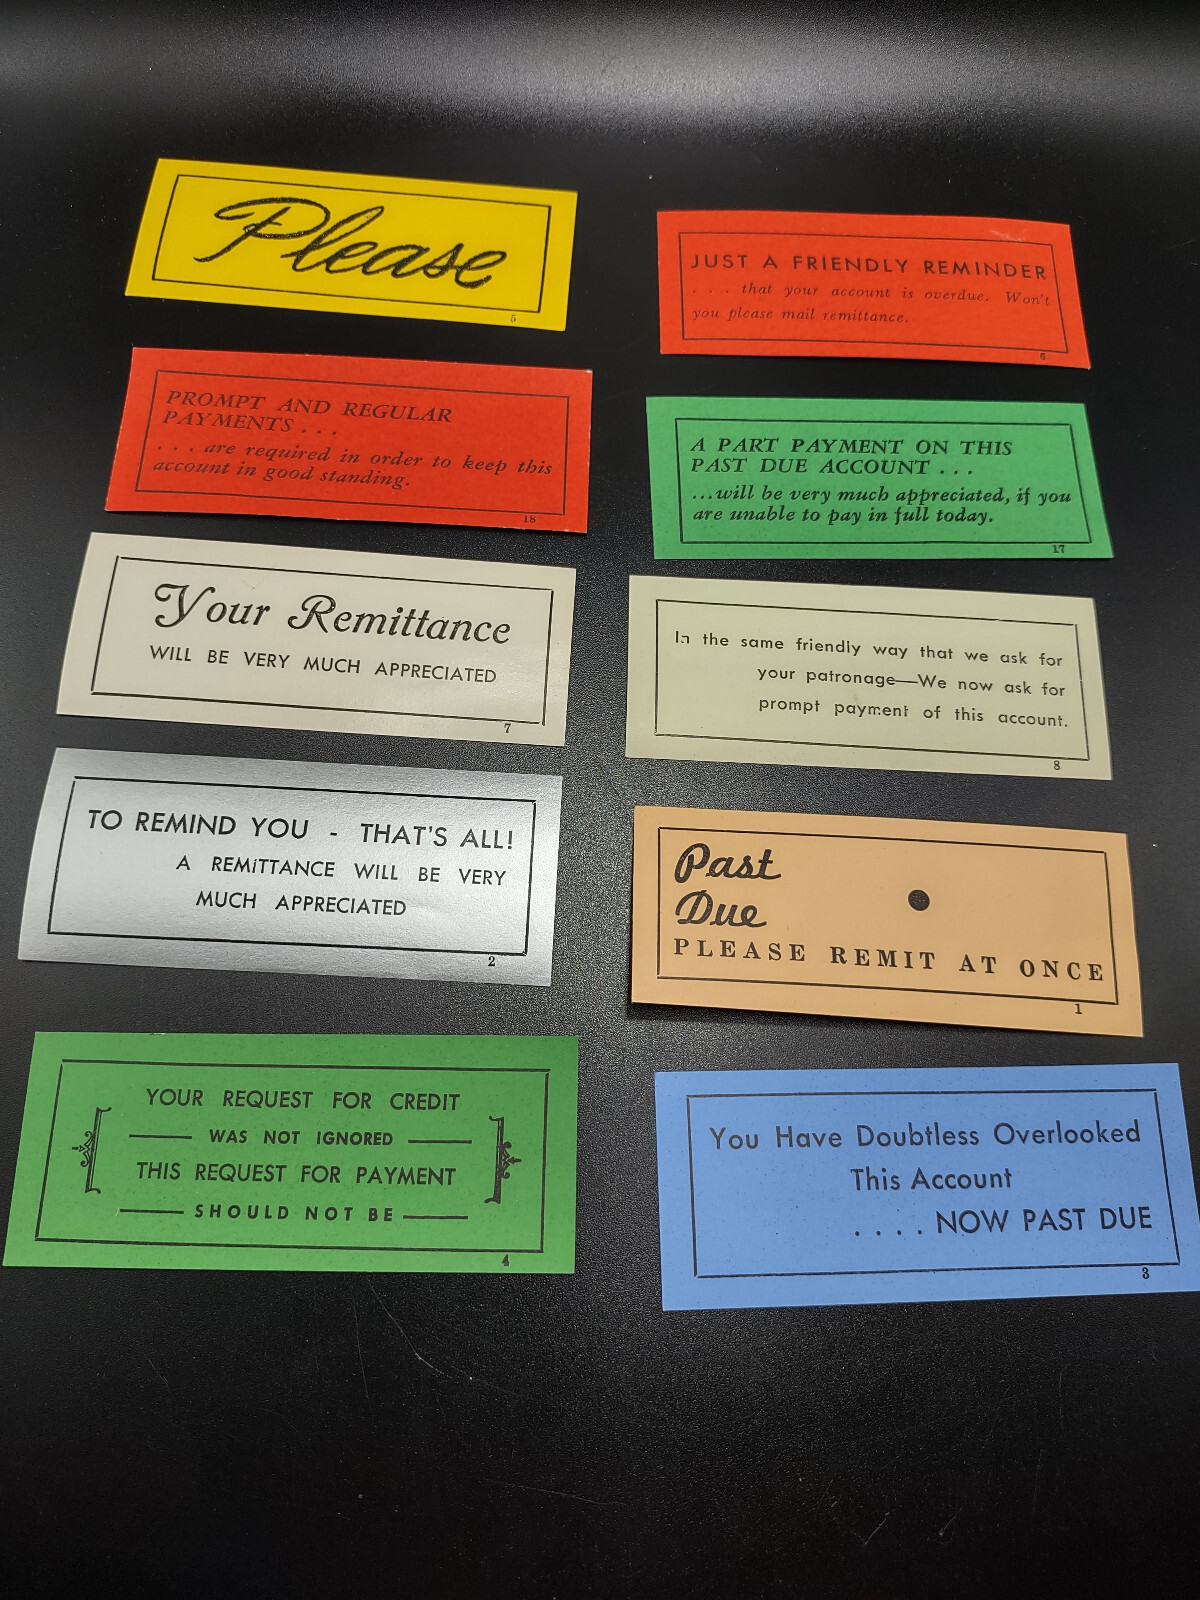 Please
5
JUST A FRIENDLY REMINDER
. . . that your account is overdue. Won't
you please mail remittance.
6
PROMPT AND REGULAR
PAYMENTS . . .
. . . are required in order to keep this
account in good standing.
18
A PART PAYMENT ON THIS
PAST DUE ACCOUNT . . .
...will be very much appreciated, if you
are unable to pay in full today.
17
Your Remittance
WILL BE VERY MUCH APPRECIATED
7
In the same friendly way that we ask for
your patronage—We now ask for
prompt payment of this account.
8
TO REMIND YOU - THAT'S ALL!
A REMiTTANCE WILL BE VERY
MUCH APPRECIATED
2
Past
Due
PLEASE REMIT AT ONCE
1
YOUR REQUEST FOR CREDIT
WAS NOT IGNORED
THIS REQUEST FOR PAYMENT
SHOULD NOT BE
4
You Have Doubtless Overlooked
This Account
. . . . NOW PAST DUE
3